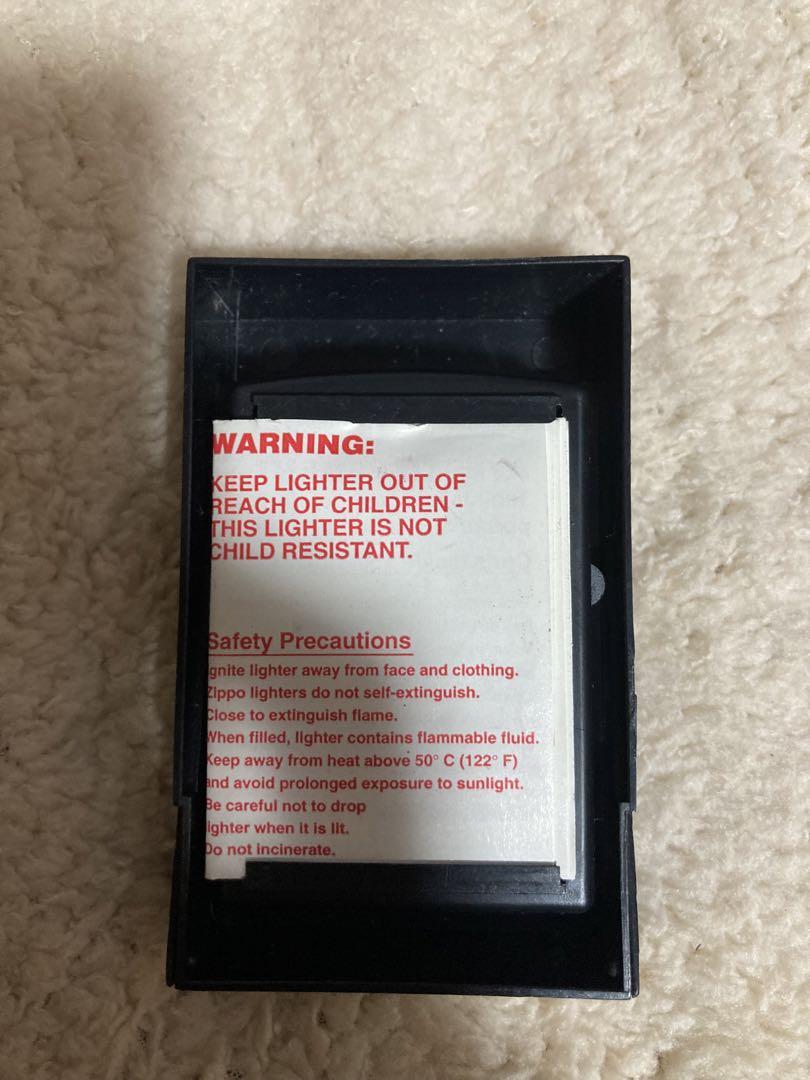 WARNING:
KEEP LIGHTER OUT OF
REACH OF CHILDREN -
THIS LIGHTER IS NOT
CHILD RESISTANT.
Safety Precautions
Ignite lighter away from face and clothing.
Zippo lighters do not self-extinguish.
Close to extinguish flame.
When filled, lighter contains flammable fluid.
Keep away from heat above 50° C (122° F)
and avoid prolonged exposure to sunlight.
Be careful not to drop
lighter when it is lit.
Do not incinerate.